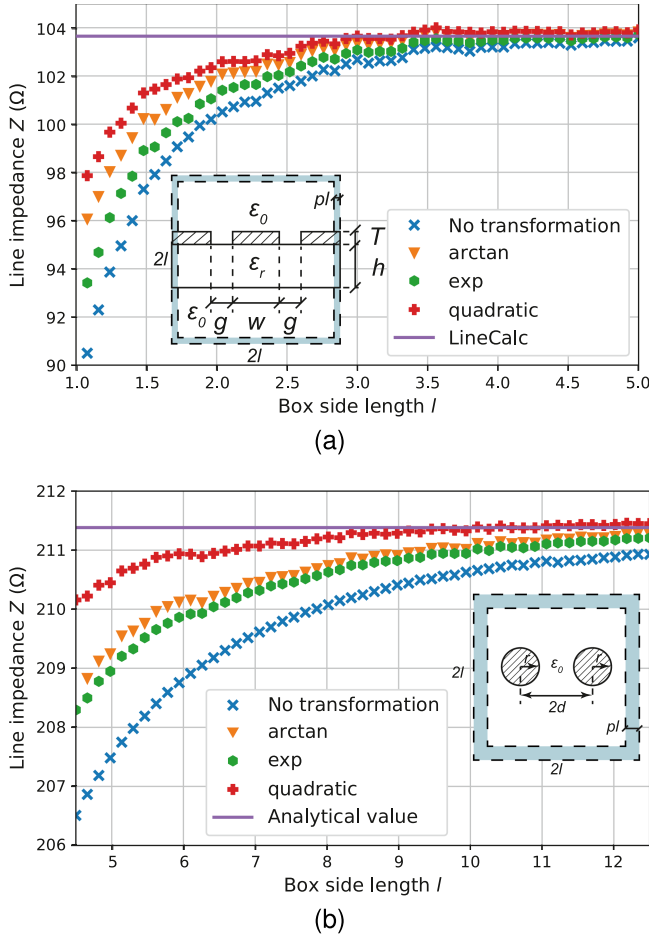 104
102
100
98
96
94
92
90
Line impedance Z (Ω)
1.0 1.5 2.0 2.5 3.0 3.5 4.0 4.5 5.0
Box side length l
ε0
pl
T
2l
εr
h
ε0 g w g
2l
No transformation
arctan
exp
quadratic
LineCalc
(a)
212
211
210
209
208
207
206
Line impedance Z (Ω)
5 6 7 8 9 10 11 12
Box side length l
No transformation
arctan
exp
quadratic
Analytical value
r ε0 r
2l
2d
pl
2l
(b)